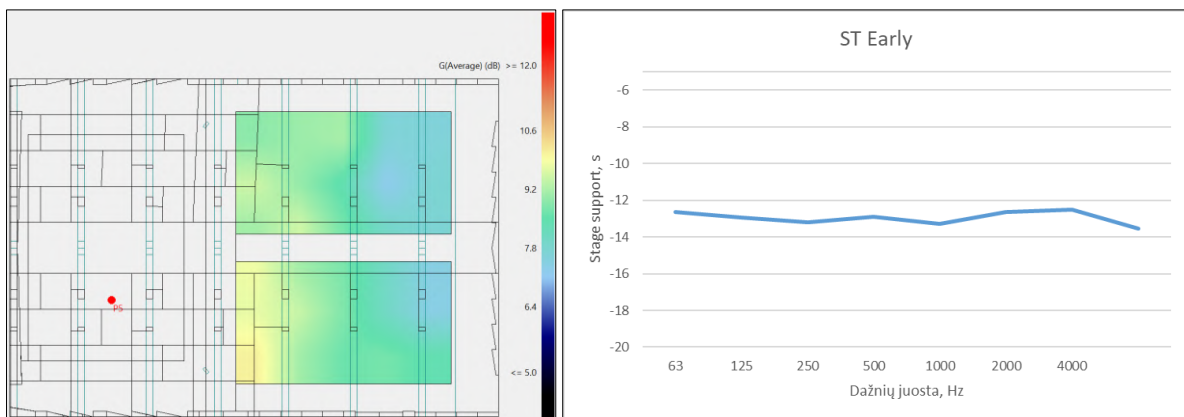 G(Average) (dB) >= 12.0
10.6
9.2
7.8
6.4
<= 5.0
P5
ST Early
Stage support, s
-6
-8
-10
-12
-14
-16
-18
-20
63 125 250 500 1000 2000 4000
Dažnių juosta, Hz